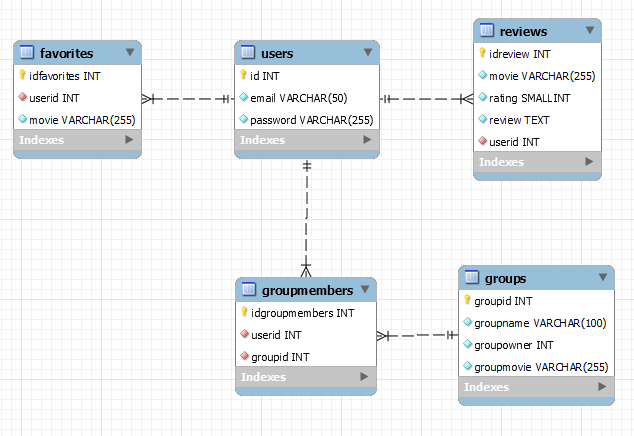 favorites
idfavorites INT
userid INT
movie VARCHAR(255)
Indexes
users
id INT
email VARCHAR(50)
password VARCHAR(255)
Indexes
reviews
idreview INT
movie VARCHAR(255)
rating SMALLINT
review TEXT
userid INT
Indexes
groupmembers
idgroupmembers INT
userid INT
groupid INT
Indexes
groups
groupid INT
groupname VARCHAR(100)
groupowner INT
groupmovie VARCHAR(255)
Indexes